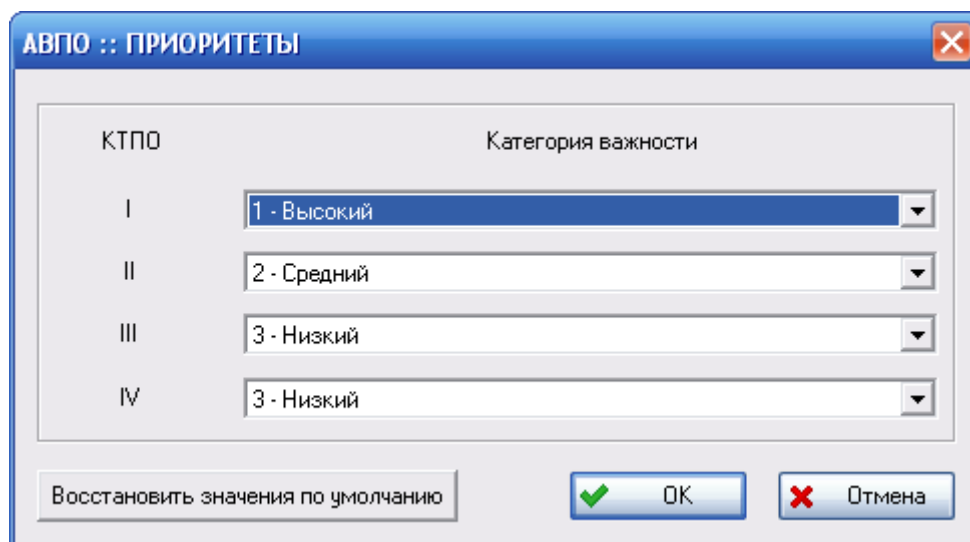 АВПО :: ПРИОРИТЕТЫ
КТПО Категория важности
I 1 - Высокий
II 2 - Средний
III 3 - Низкий
IV 3 - Низкий
Восстановить значения по умолчанию OK Отмена